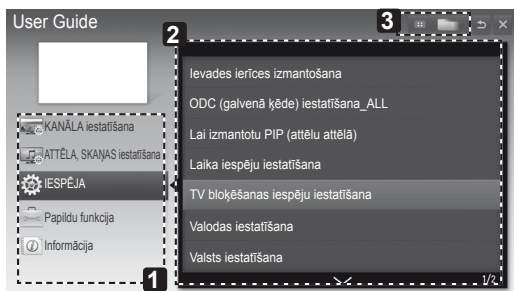 User Guide
3
2
KANĀLA iestatīšana
ATTĒLA, SKAŅAS iestatīšana
IESPĒJA
Papildu funkcija
Informācija
1
Ievades ierīces izmantošana
ODC (galvenā ķēde) iestatīšana_ALL
Lai izmantotu PIP (attēlu attēlā)
Laika iespēju iestatīšana
TV bloķēšanas iespēju iestatīšana
Valodas iestatīšana
Valsts iestatīšana
1/2